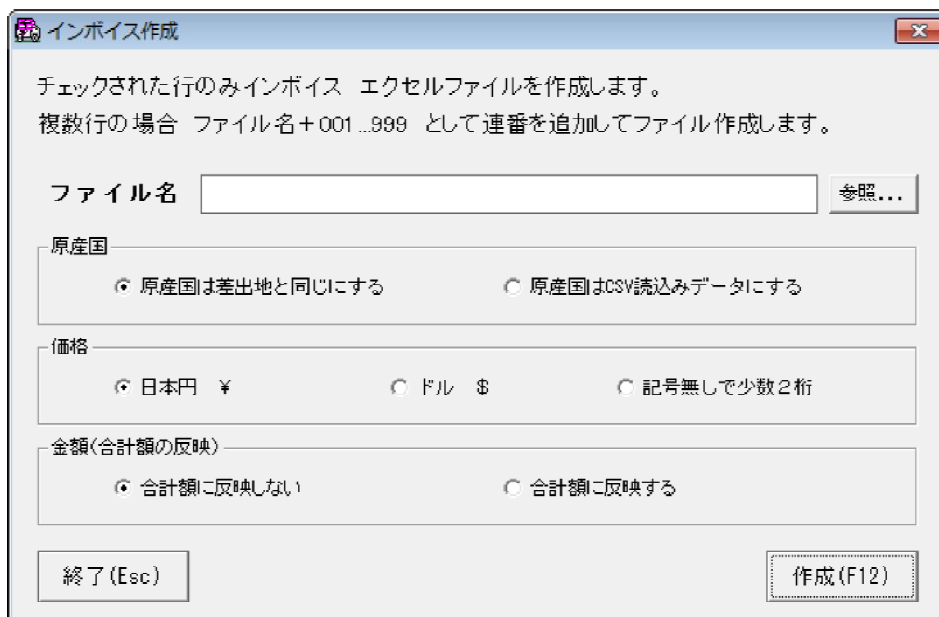 インボイス作成
チェックされた行のみインボイス エクセルファイルを作成します。
複数行の場合 ファイル名＋001...999 として連番を追加してファイル作成します。
ファイル名 参照...
原産国
原産国は差出地と同じにする 原産国はCSV読込みデータにする
価格
日本円 ￥ ドル ＄ 記号無しで少数２桁
金額(合計額の反映)
合計額に反映しない 合計額に反映する
終了(Esc) 作成(F12)